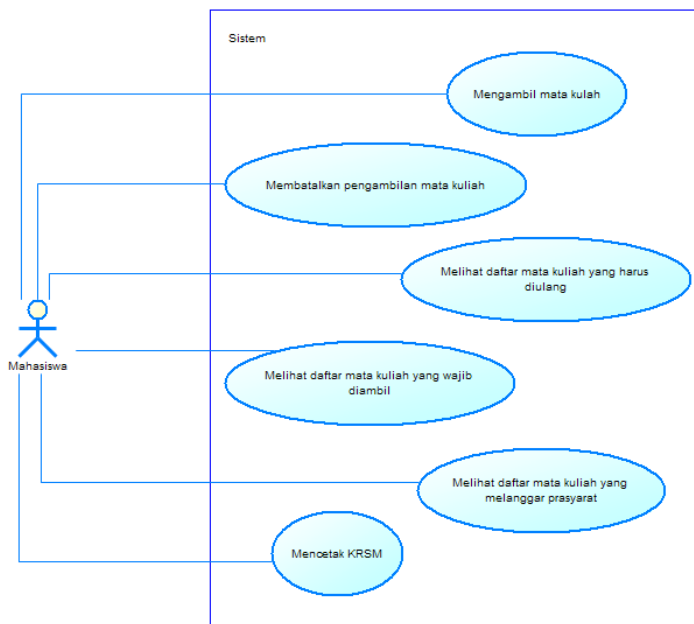 Sistem
Mengambil mata kulah
Membatalkan pengambilan mata kuliah
Melihat daftar mata kuliah yang harus
diulang
Mahasiswa
Melihat daftar mata kuliah yang wajib
diambil
Melihat daftar mata kuliah yang
melanggar prasyarat
Mencetak KRSM